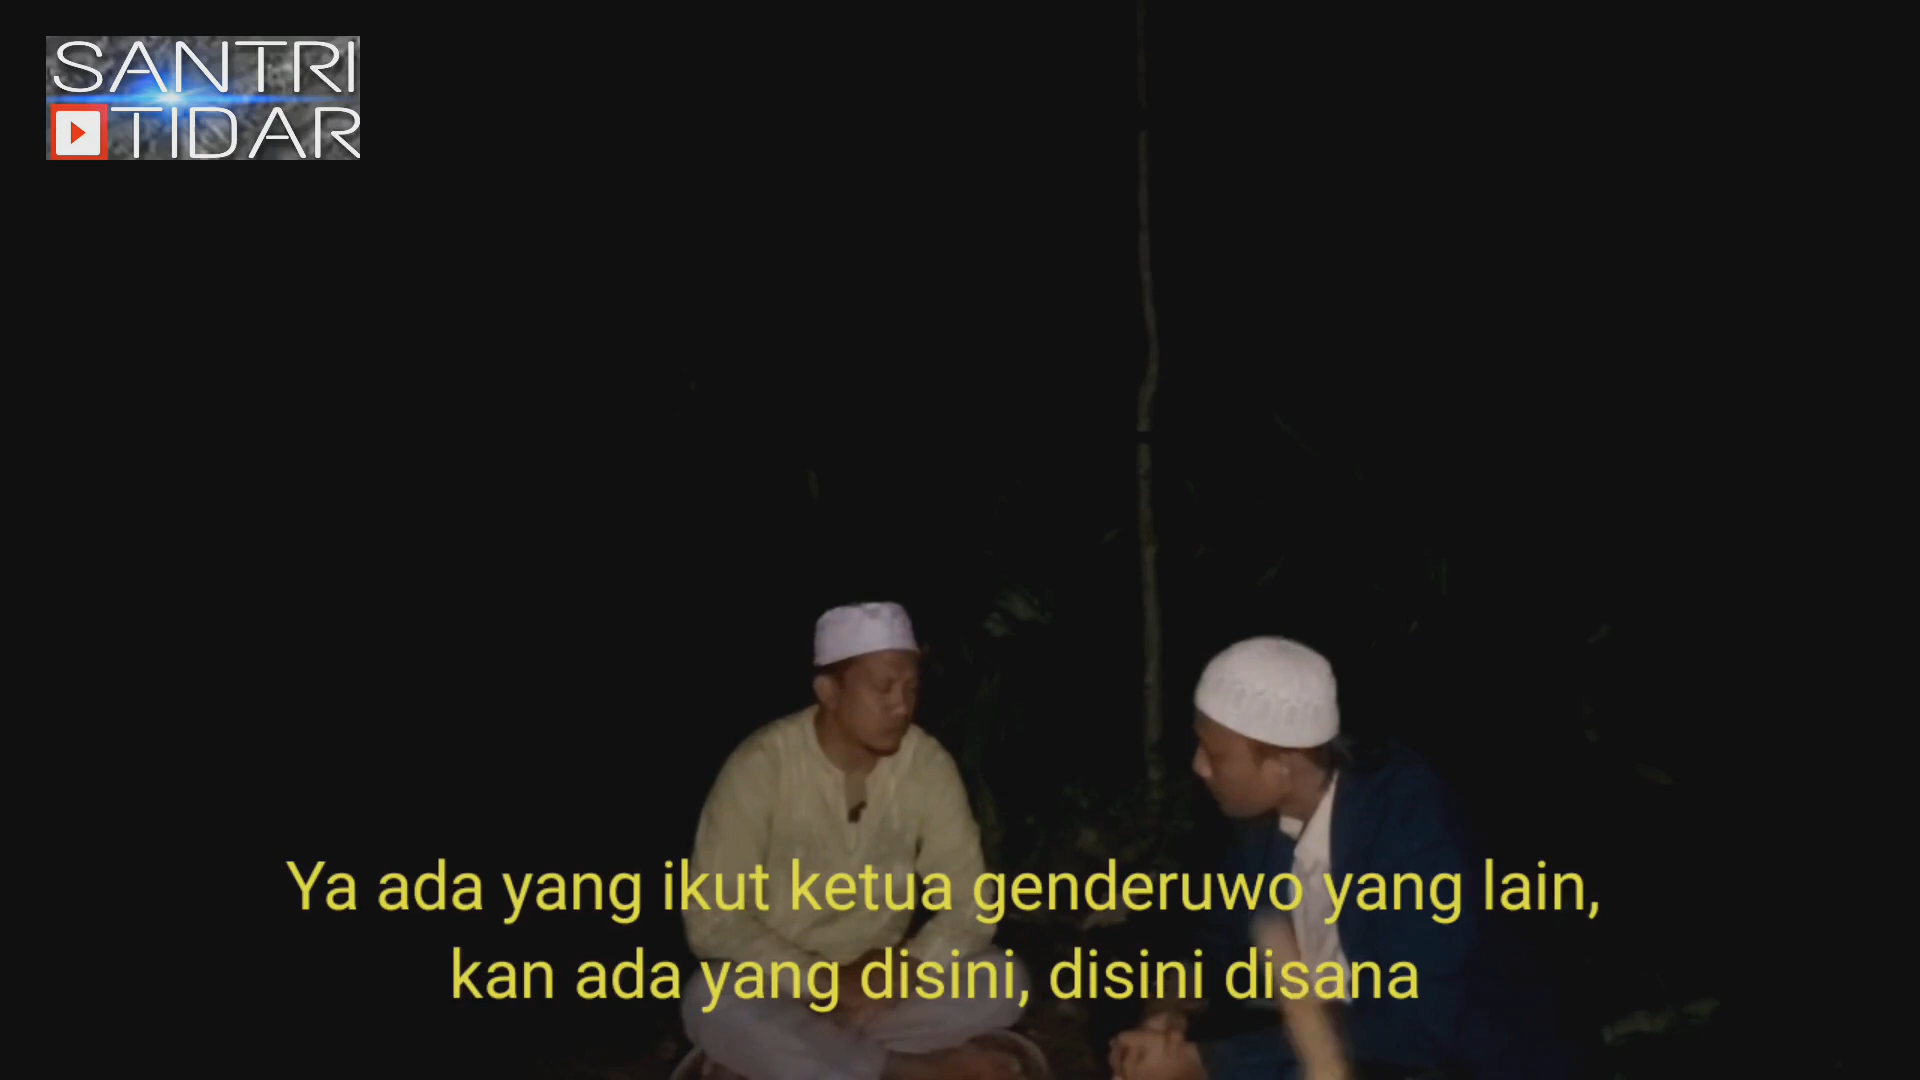 SANTRI
TIDAR
Ya ada yang ikut ketua genderuwo yang lain,
kan ada yang disini, disini disana